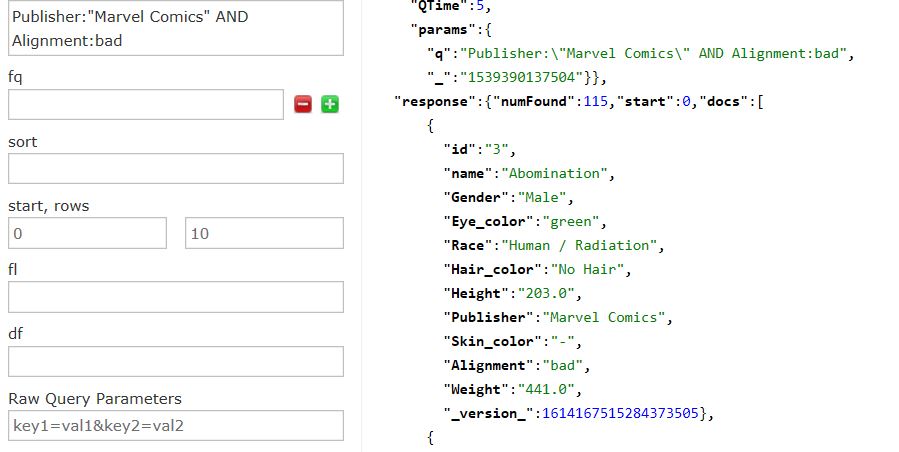 Publisher:"Marvel Comics" AND
Alignment:bad
fq
sort
start, rows
0 10
fl
df
Raw Query Parameters
key1=val1&key2=val2
"QTime":5,
"params":{
"q":"Publisher:\"Marvel Comics\" AND Alignment:bad",
"_":"1539390137504"}},
"response":{"numFound":115,"start":0,"docs":[
{
"id":"3",
"name":"Abomination",
"Gender":"Male",
"Eye_color":"green",
"Race":"Human / Radiation",
"Hair_color":"No Hair",
"Height":"203.0",
"Publisher":"Marvel Comics",
"Skin_color":"-",
"Alignment":"bad",
"Weight":"441.0",
"_version_":1614167515284373505},
{